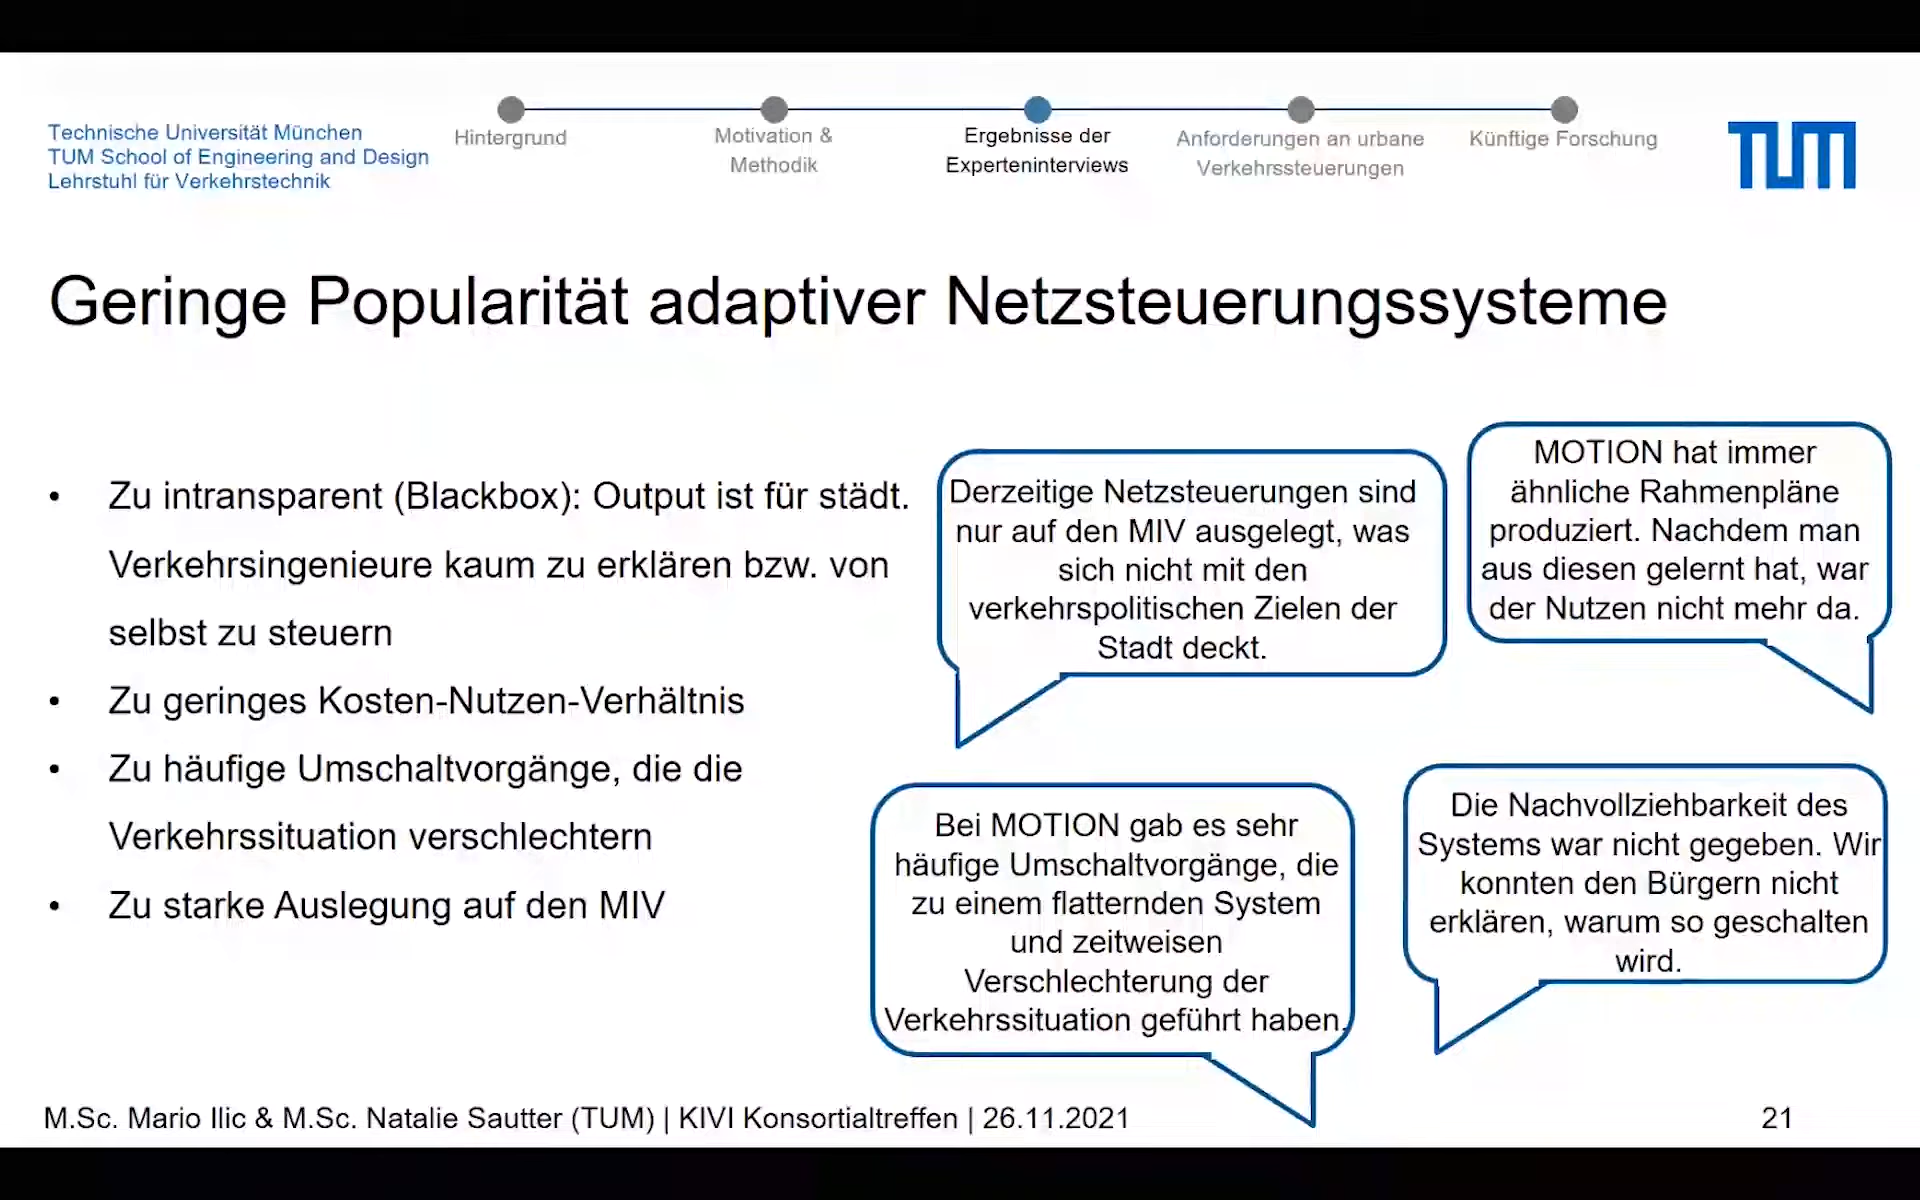 Technische Universität München
TUM School of Engineering and Design
Lehrstuhl für Verkehrstechnik
Hintergrund
Motivation &
Methodik
Ergebnisse der
Experteninterviews
Anforderungen an urbane
Verkehrssteuerungen
Künftige Forschung
TUM
Geringe Popularität adaptiver Netzsteuerungssysteme
• Zu intransparent (Blackbox): Output ist für städt.
Verkehrsingenieure kaum zu erklären bzw. von
selbst zu steuern
• Zu geringes Kosten-Nutzen-Verhältnis
• Zu häufige Umschaltvorgänge, die die
Verkehrssituation verschlechtern
• Zu starke Auslegung auf den MIV
Derzeitige Netzsteuerungen sind
nur auf den MIV ausgelegt, was
sich nicht mit den
verkehrspolitischen Zielen der
Stadt deckt.
MOTION hat immer
ähnliche Rahmenpläne
produziert. Nachdem man
aus diesen gelernt hat, war
der Nutzen nicht mehr da.
Bei MOTION gab es sehr
häufige Umschaltvorgänge, die
zu einem flatternden System
und zeitweisen
Verschlechterung der
Verkehrssituation geführt haben.
Die Nachvollziehbarkeit des
Systems war nicht gegeben. Wir
konnten den Bürgern nicht
erklären, warum so geschalten
wird.
M.Sc. Mario Ilic & M.Sc. Natalie Sautter (TUM) | KIVI Konsortialtreffen | 26.11.2021
21